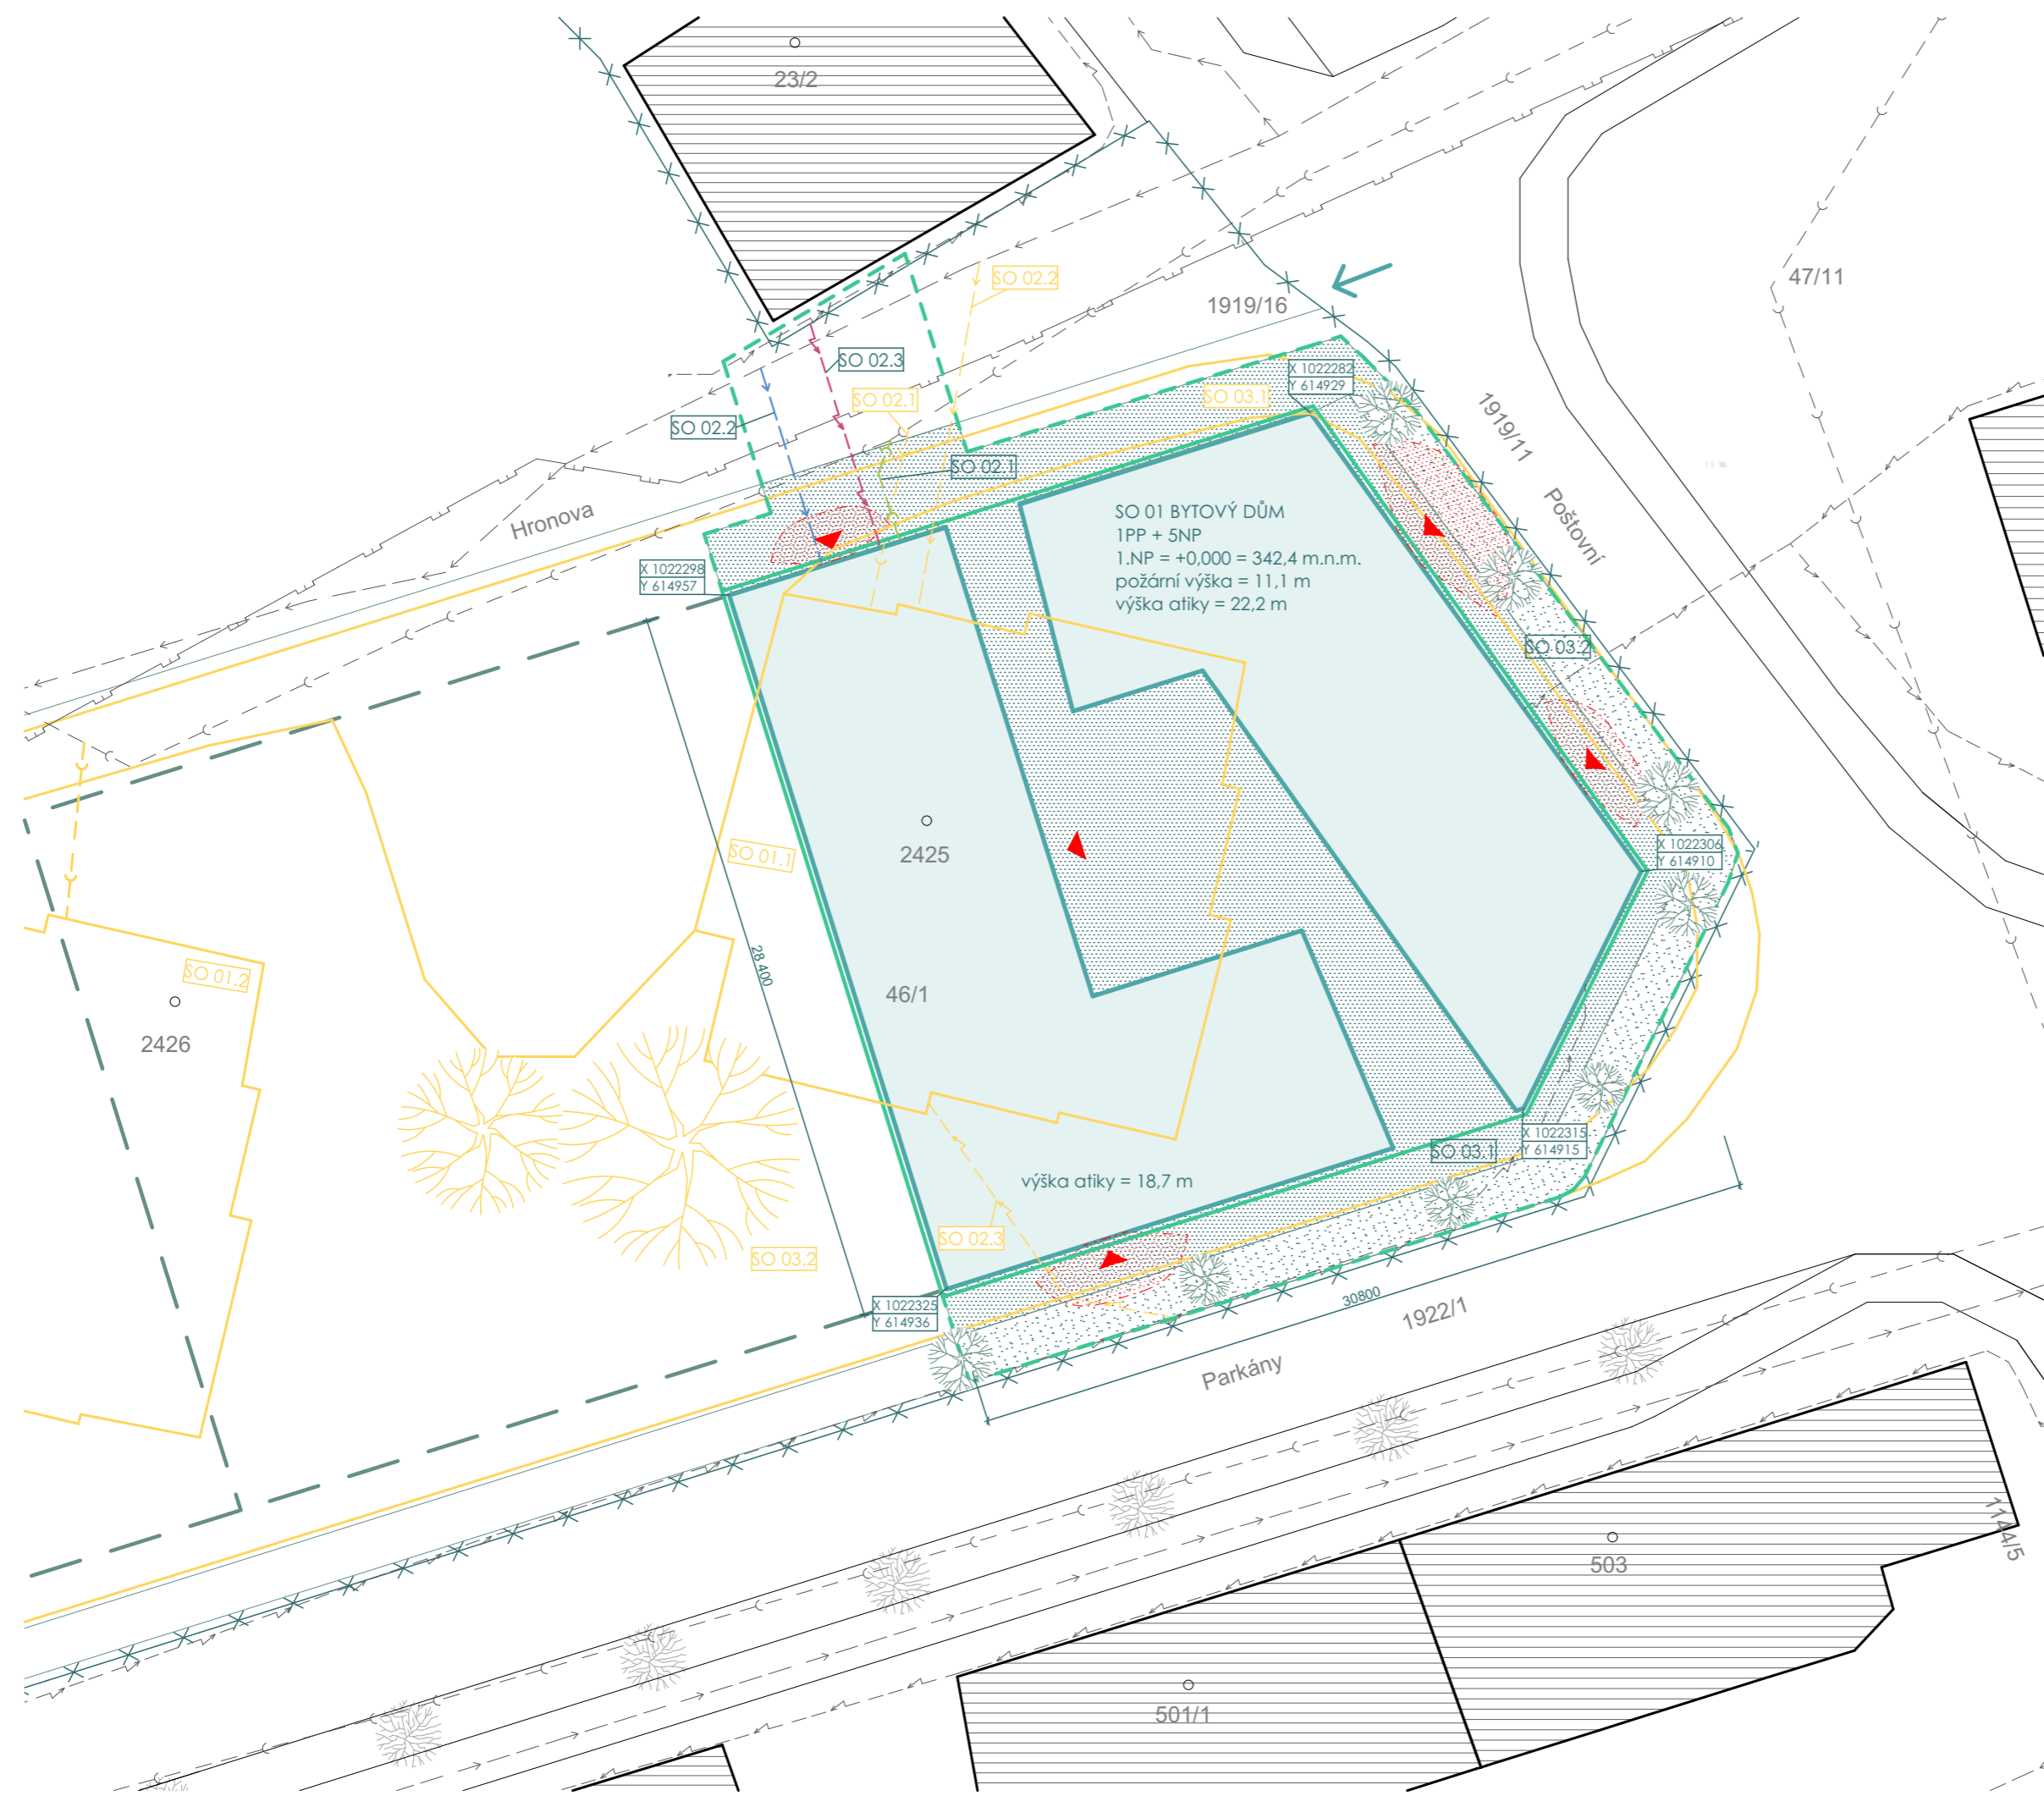 23/2
SO 02.2
47/11
1919/16
SO 02.3
X 1022282
Y 614929
SO 02.1
SO 03.1
1919/11
SO 02.2
SO 02.1
Hronova
Poštovní
SO 01 BYTOVÝ DŮM
1PP + 5NP
1.NP = +0,000 = 342,4 m.n.m.
požární výška = 11,1 m
výška atiky = 22,2 m
X 1022298
Y 614957
SO 03.2
2425
SO 01.1
X 1022306
Y 614910
28 400
46/1
SO 01.2
2426
SO 03.1
X 1022315
Y 614915
výška atiky = 18,7 m
SO 02.3
SO 03.2
X 1022325
Y 614936
30800
1922/1
Parkány
1144/5
503
501/1